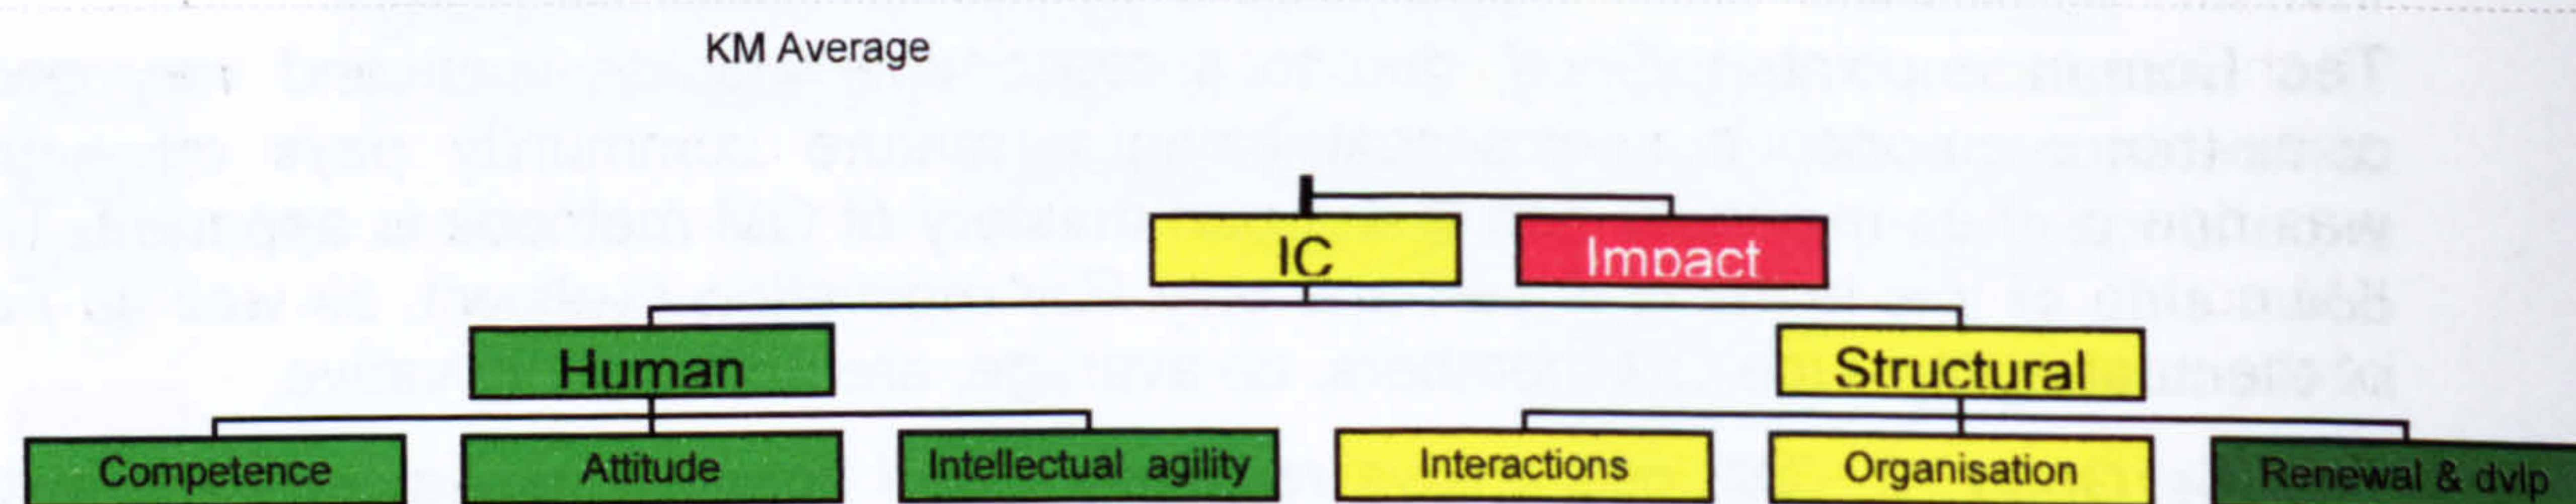 KM Average
IC
Impact
Human
Structural
Competence
Attitude
Intellectual agility
Interactions
Organisation
Renewal & dvlp